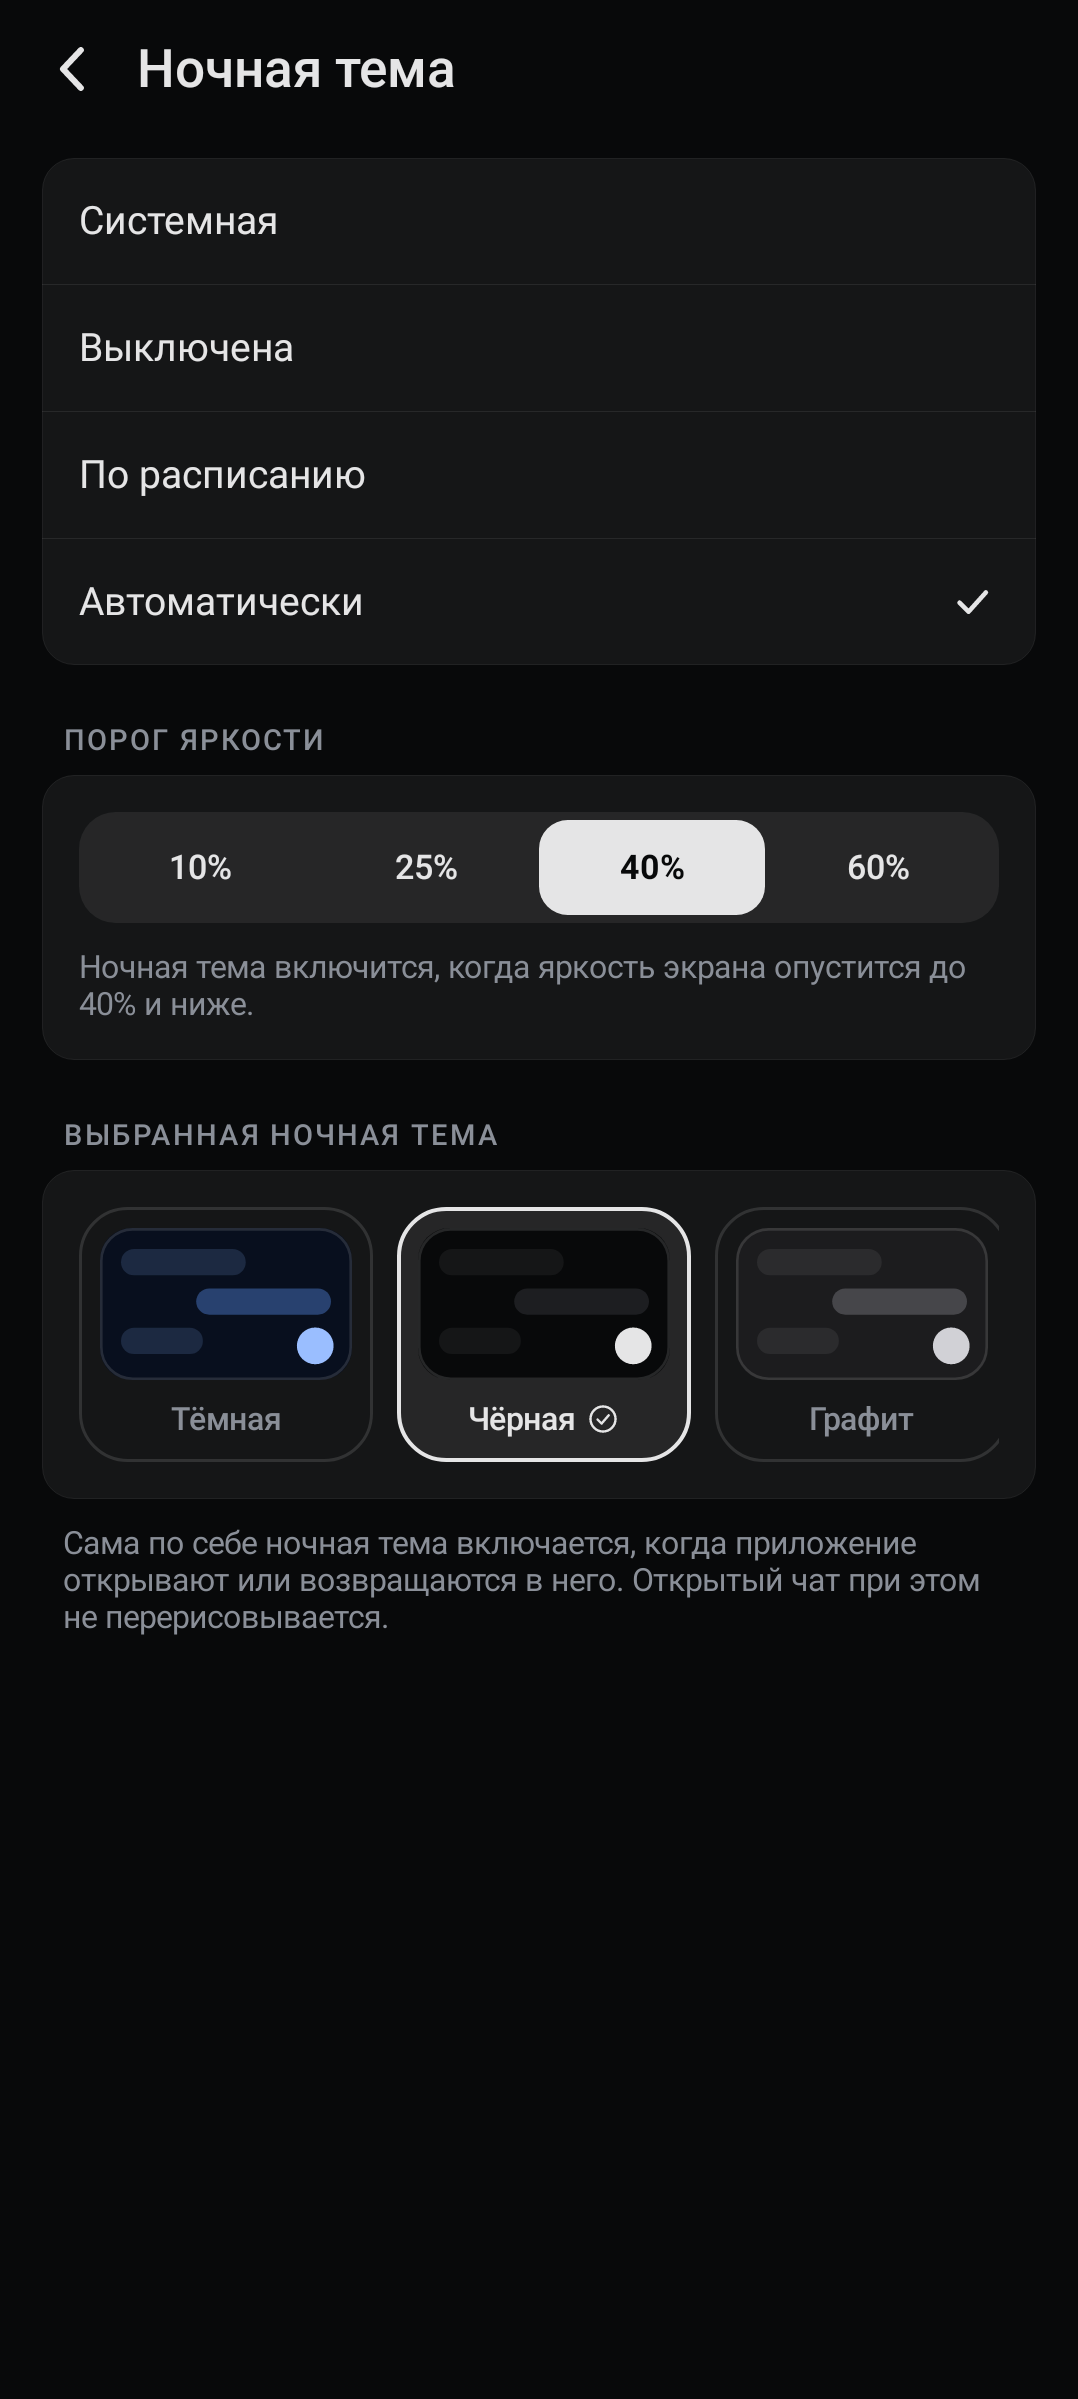 Ночная тема
Системная
Выключена
По расписанию
Автоматически
ПОРОГ ЯРКОСТИ
10% 25% 40% 60%
Ночная тема включится, когда яркость экрана опустится до
40% и ниже.
ВЫБРАННАЯ НОЧНАЯ ТЕМА
Тёмная Чёрная Графит
Сама по себе ночная тема включается, когда приложение
открывают или возвращаются в него. Открытый чат при этом
не перерисовывается.